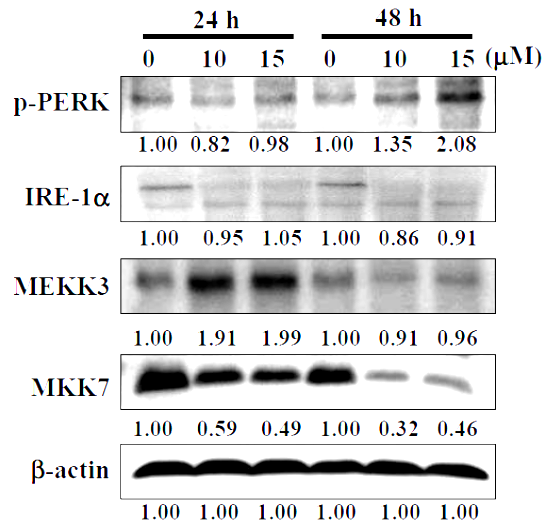 24 h 48 h
0 10 15 0 10 15 (μM)
p-PERK
1.00 0.82 0.98 1.00 1.35 2.08
IRE-1α
1.00 0.95 1.05 1.00 0.86 0.91
MEKK3
1.00 1.91 1.99 1.00 0.91 0.96
MKK7
1.00 0.59 0.49 1.00 0.32 0.46
β-actin
1.00 1.00 1.00 1.00 1.00 1.00